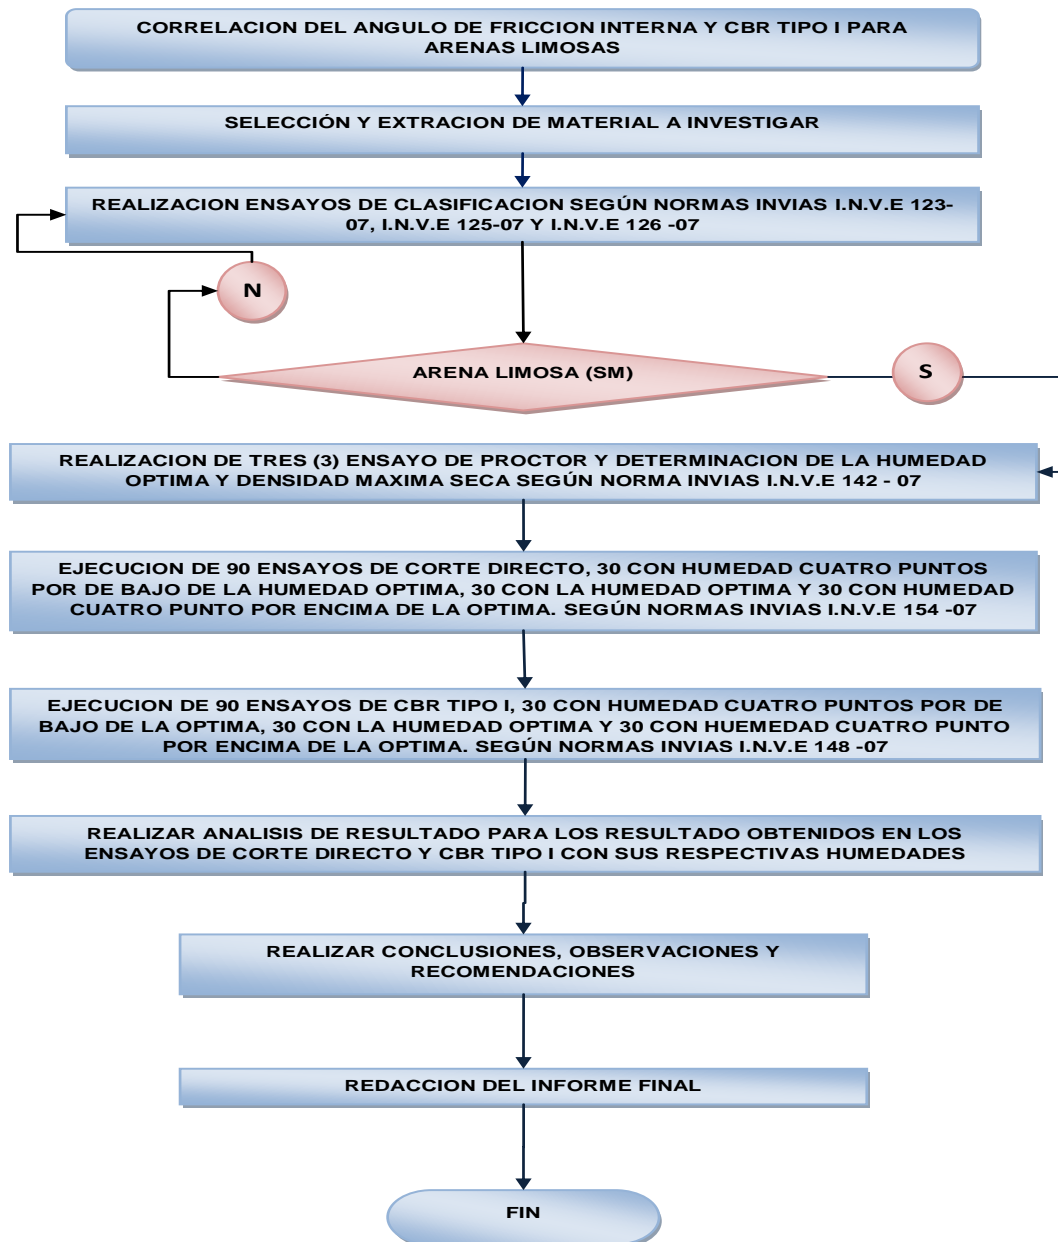 CORRELACION DEL ANGULO DE FRICCION INTERNA Y CBR TIPO I PARA
ARENAS LIMOSAS
SELECCIÓN Y EXTRACION DE MATERIAL A INVESTIGAR
REALIZACION ENSAYOS DE CLASIFICACION SEGÚN NORMAS INVIAS I.N.V.E 123-
07, I.N.V.E 125-07 Y I.N.V.E 126 -07
N
ARENA LIMOSA (SM)
S
REALIZACION DE TRES (3) ENSAYO DE PROCTOR Y DETERMINACION DE LA HUMEDAD
OPTIMA Y DENSIDAD MAXIMA SECA SEGÚN NORMA INVIAS I.N.V.E 142 - 07
EJECUCION DE 90 ENSAYOS DE CORTE DIRECTO, 30 CON HUMEDAD CUATRO PUNTOS
POR DE BAJO DE LA HUMEDAD OPTIMA, 30 CON LA HUMEDAD OPTIMA Y 30 CON HUMEDAD
CUATRO PUNTO POR ENCIMA DE LA OPTIMA. SEGÚN NORMAS INVIAS I.N.V.E 154 -07
EJECUCION DE 90 ENSAYOS DE CBR TIPO I, 30 CON HUMEDAD CUATRO PUNTOS POR DE
BAJO DE LA OPTIMA, 30 CON LA HUMEDAD OPTIMA Y 30 CON HUEMEDAD CUATRO PUNTO
POR ENCIMA DE LA OPTIMA. SEGÚN NORMAS INVIAS I.N.V.E 148 -07
REALIZAR ANALISIS DE RESULTADO PARA LOS RESULTADO OBTENIDOS EN LOS
ENSAYOS DE CORTE DIRECTO Y CBR TIPO I CON SUS RESPECTIVAS HUMEDADES
REALIZAR CONCLUSIONES, OBSERVACIONES Y
RECOMENDACIONES
REDACCION DEL INFORME FINAL
FIN